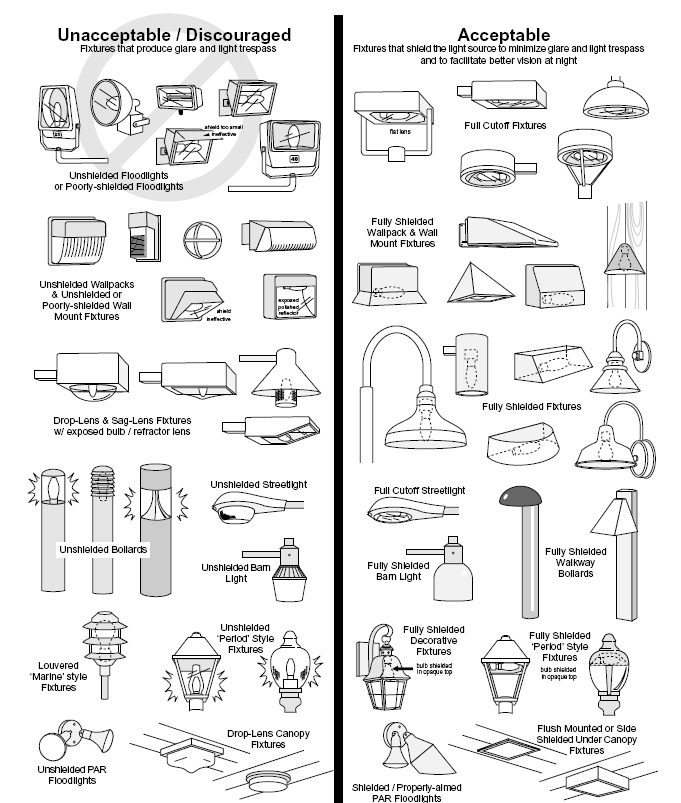 Unacceptable / Discouraged
Fixtures that produce glare and light trespass
shield too small
ineffective
Unshielded Floodlights
or Poorly-shielded Floodlights
Unshielded Wallpacks
& Unshielded or
Poorly-shielded Wall
Mount Fixtures
shield
ineffective
exposed
polished
reflector
Drop-Lens & Sag-Lens Fixtures
w/ exposed bulb / refractor lens
Unshielded Bollards
Unshielded Streetlight
Unshielded Barn
Light
Louvered
'Marine' style
Fixtures
Unshielded
'Period' Style
Fixtures
Unshielded PAR
Floodlights
Drop-Lens Canopy
Fixtures
Acceptable
Fixtures that shield the light source to minimize glare and light trespass
and to facilitate better vision at night
flat lens
Full Cutoff Fixtures
Fully Shielded
Wallpack & Wall
Mount Fixtures
Fully Shielded Fixtures
Full Cutoff Streetlight
Fully Shielded
Barn Light
Fully Shielded
Walkway
Bollards
Fully Shielded
Decorative
Fixtures
bulb shielded
in opaque top
Fully Shielded
'Period' Style
Fixtures
bulb shielded
in opaque top
Shielded / Properly-aimed
PAR Floodlights
Flush Mounted or Side
Shielded Under Canopy
Fixtures